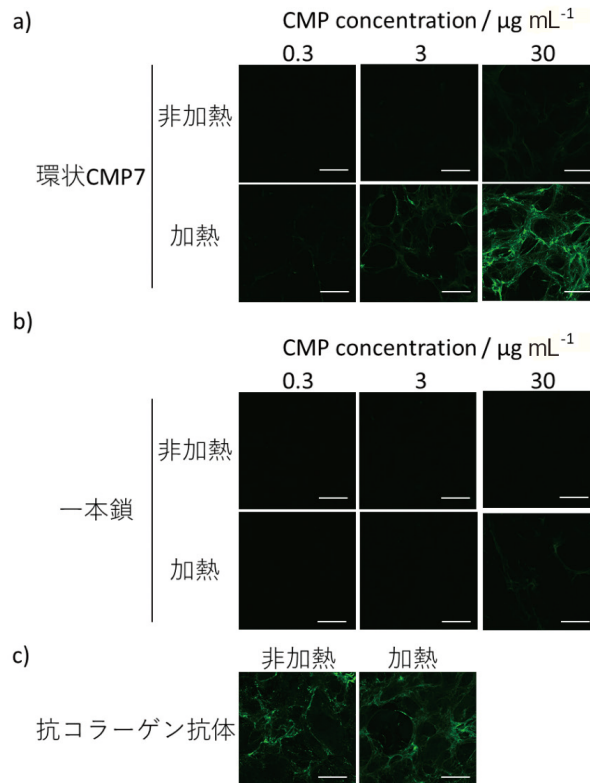 a)
CMP concentration / µg mL⁻¹
0.3 3 30
非加熱
環状CMP7
加熱
b)
CMP concentration / µg mL⁻¹
0.3 3 30
非加熱
一本鎖
加熱
c)
非加熱 加熱
抗コラーゲン抗体